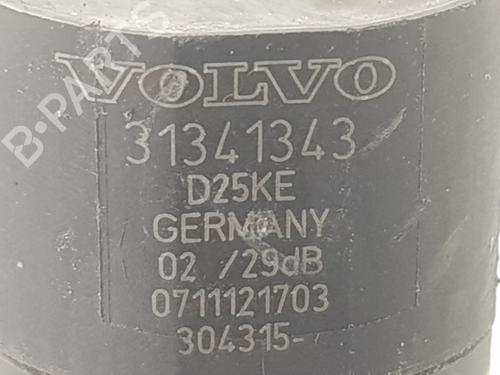 B-PARTS
VOLVO
31341343
D25KE
GERMANY
02 /29dB
0711121703
304315-